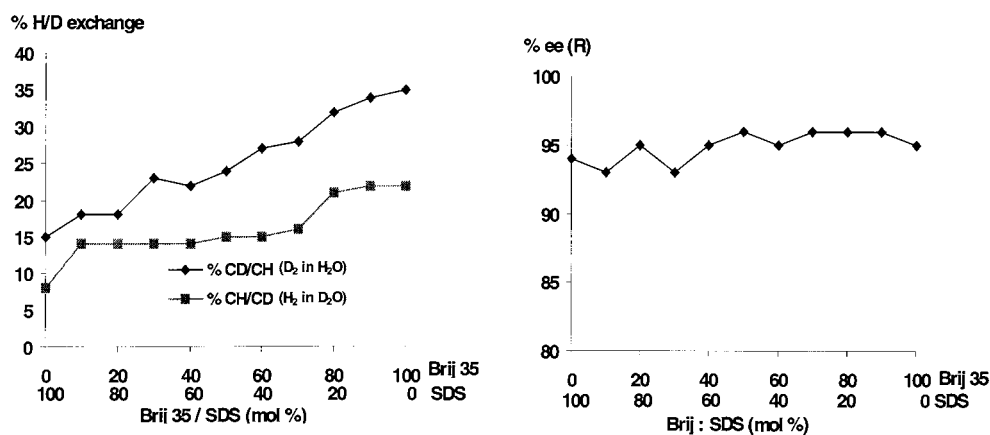 % H/D exchange
40
35
30
25
20
15
10
5
0
% CD/CH (D₂ in H₂O)
% CH/CD (H₂ in D₂O)
0 20 40 60 80 100 Brij 35
100 80 60 40 20 0 SDS
Brij 35 / SDS (mol %)
% ee (R)
100
95
90
85
80
0 20 40 60 80 100 Brij 35
100 80 60 40 20 0 SDS
Brij : SDS (mol %)